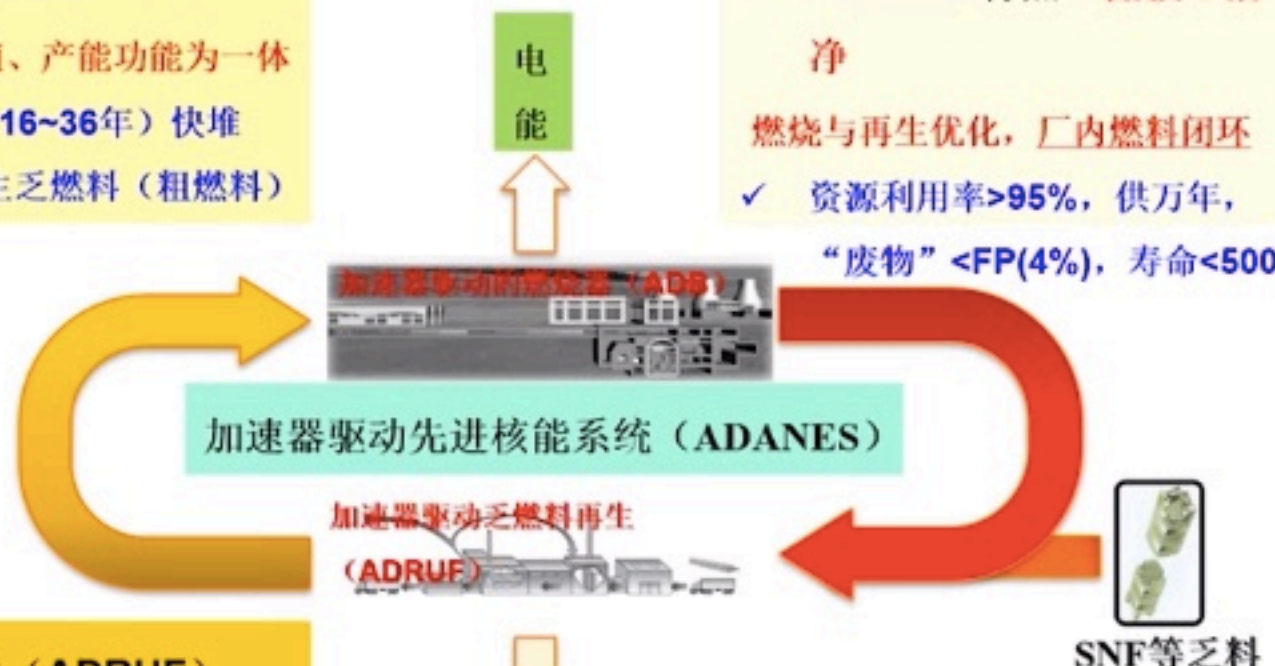 、产能功能为一体
16~36年）快堆
乏燃料（粗燃料）
电
能
净
燃烧与再生优化，厂内燃料闭环
✓ 资源利用率>95%，供万年，
“废物”<FP(4%)，寿命<500
加速器驱动的燃烧器（ADB）
加速器驱动先进核能系统（ADANES）
加速器驱动乏燃料再生
（ADRUF）
SNF等乏料
（ADRUF）